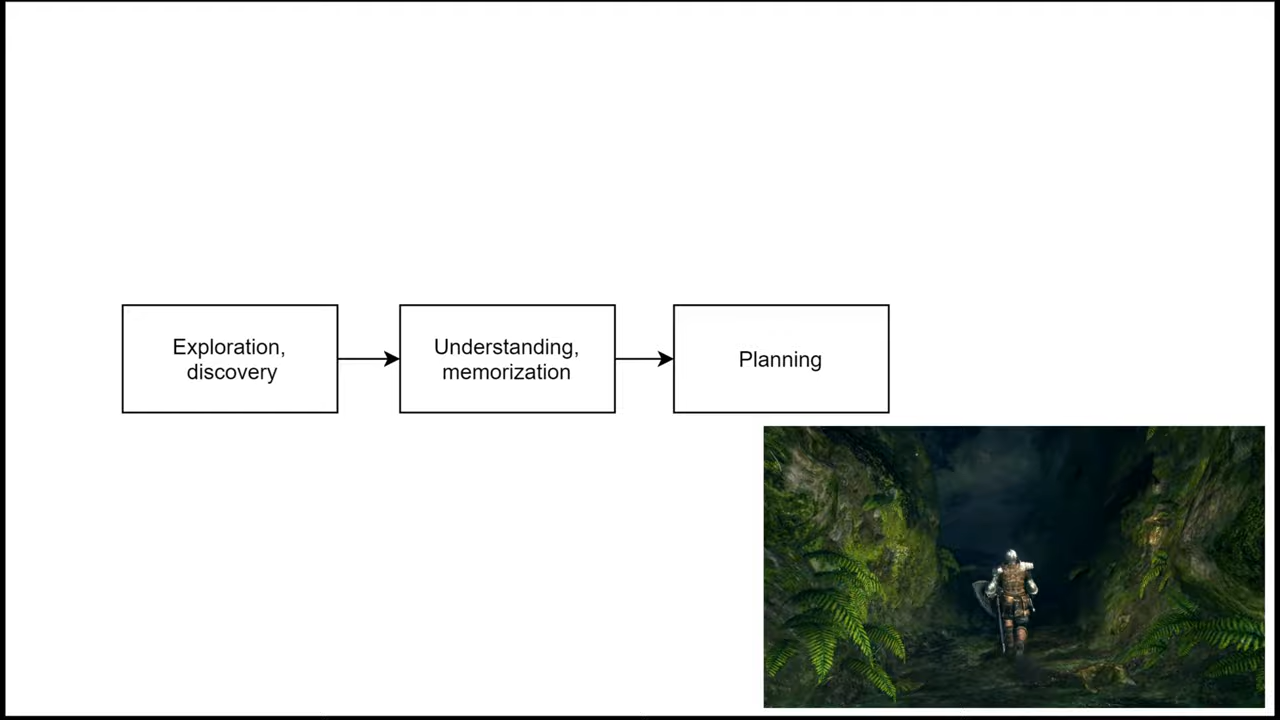 Exploration,
discovery
Understanding,
memorization
Planning